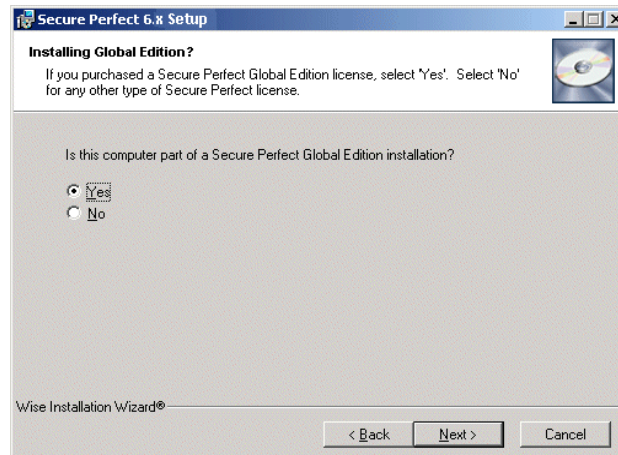 Secure Perfect 6.x Setup
Installing Global Edition?
If you purchased a Secure Perfect Global Edition license, select 'Yes'. Select 'No'
for any other type of Secure Perfect license.
Is this computer part of a Secure Perfect Global Edition installation?
Yes
No
Wise Installation Wizard®
< Back Next > Cancel